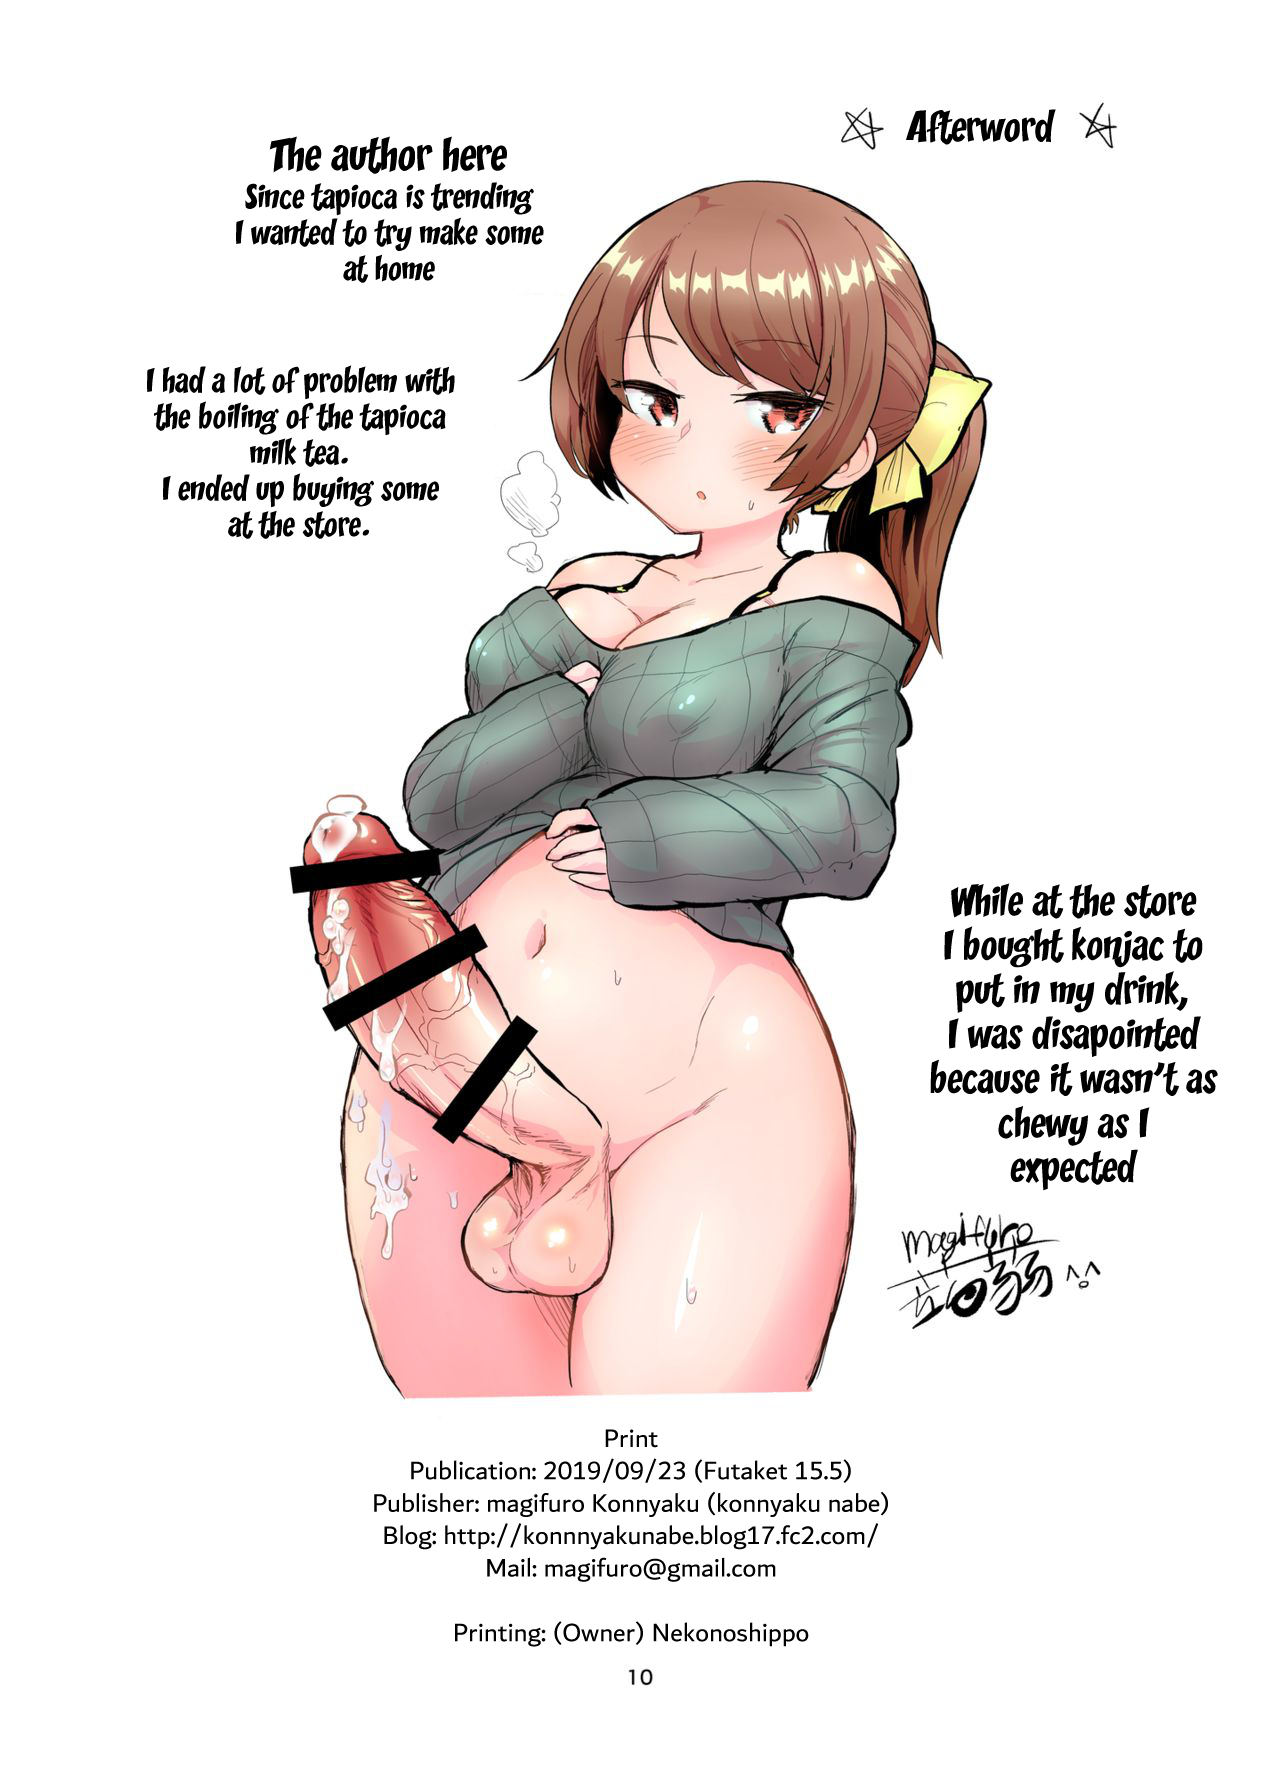 Afterword
The author here
Since tapioca is trending
I wanted to try make some
at home
I had a lot of problem with
the boiling of the tapioca
milk tea.
I ended up buying some
at the store.
While at the store
I bought konjac to
put in my drink,
I was disapointed
because it wasn't as
chewy as I
expected
magifuro
Print
Publication: 2019/09/23 (Futaket 15.5)
Publisher: magifuro Konnyaku (konnyaku nabe)
Blog: http://konnnyakunabe.blog17.fc2.com/
Mail: magifuro@gmail.com
Printing: (Owner) Nekonoshippo
10